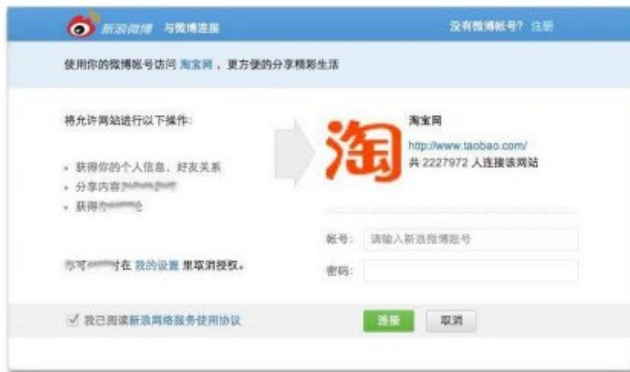 新浪微博 与微博连接
没有微博帐号? 注册
使用你的微博帐号访问 淘宝网 ，更方便的分享精彩生活
将允许网站进行以下操作:
获得你的个人信息，好友关系
分享内容
获得
在 我的设置 里取消授权。
淘
淘宝网
http://www.taobao.com/
共 2227972 人连接该网站
帐号: 请输入新浪微博账号
密码:
我已阅读新浪网络服务使用协议
连接 取消